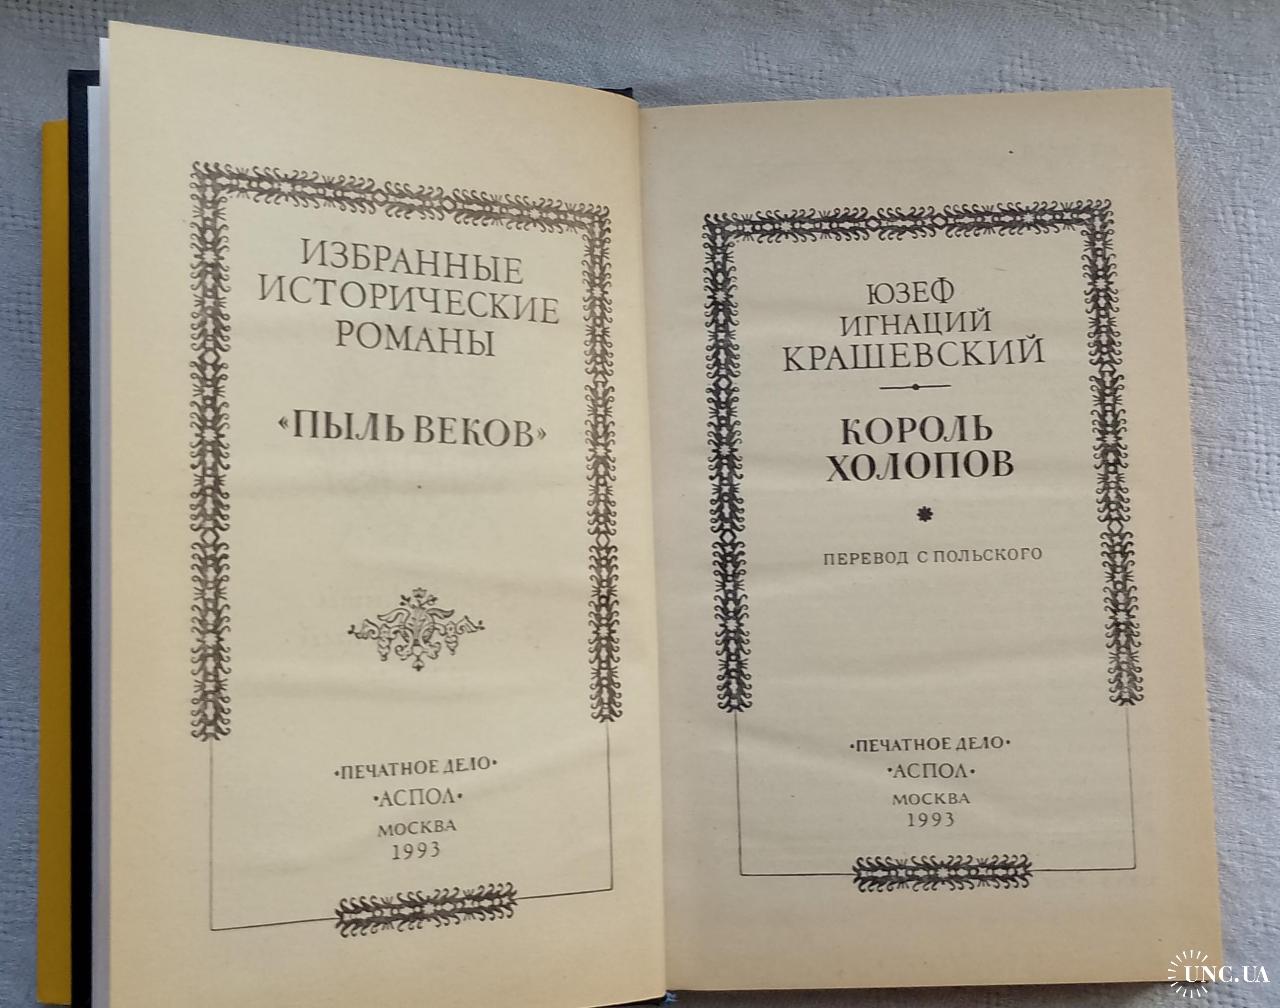 ИЗБРАННЫЕ
ИСТОРИЧЕСКИЕ
РОМАНЫ
«ПЫЛЬ ВЕКОВ»
•ПЕЧАТНОЕ ДЕЛО•
•АСПОЛ•
МОСКВА
1993
ЮЗЕФ
ИГНАЦИЙ
КРАШЕВСКИЙ
КОРОЛЬ
ХОЛОПОВ
ПЕРЕВОД С ПОЛЬСКОГО
•ПЕЧАТНОЕ ДЕЛО•
•АСПОЛ•
МОСКВА
1993
UNC.UA